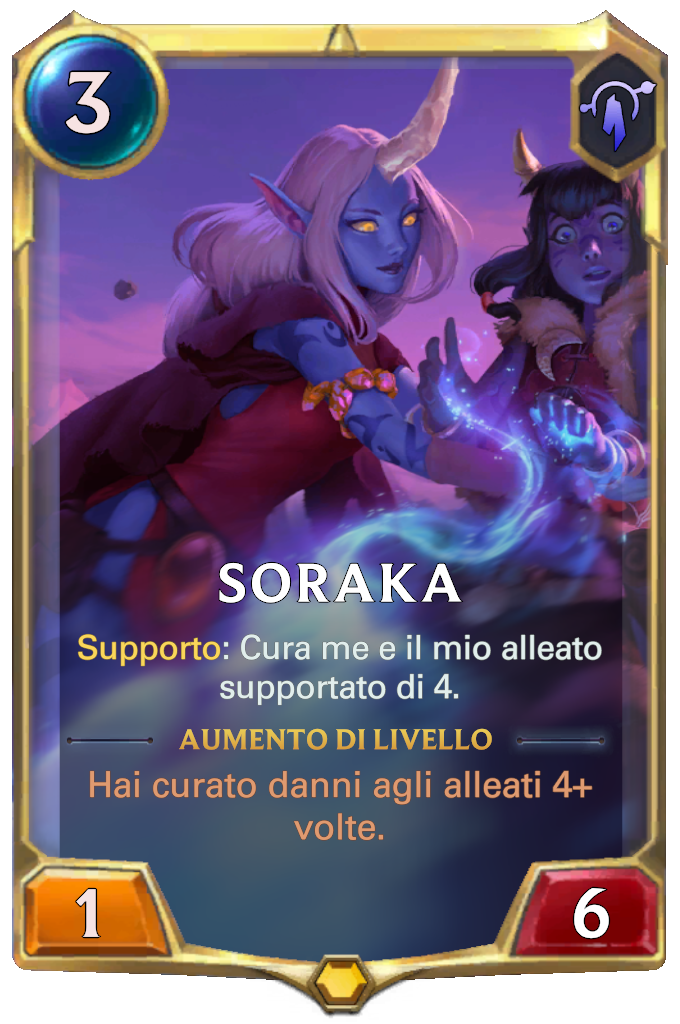 3
SORAKA
Supporto: Cura me e il mio alleato
supportato di 4.
AUMENTO DI LIVELLO
Hai curato danni agli alleati 4+
volte.
1
6